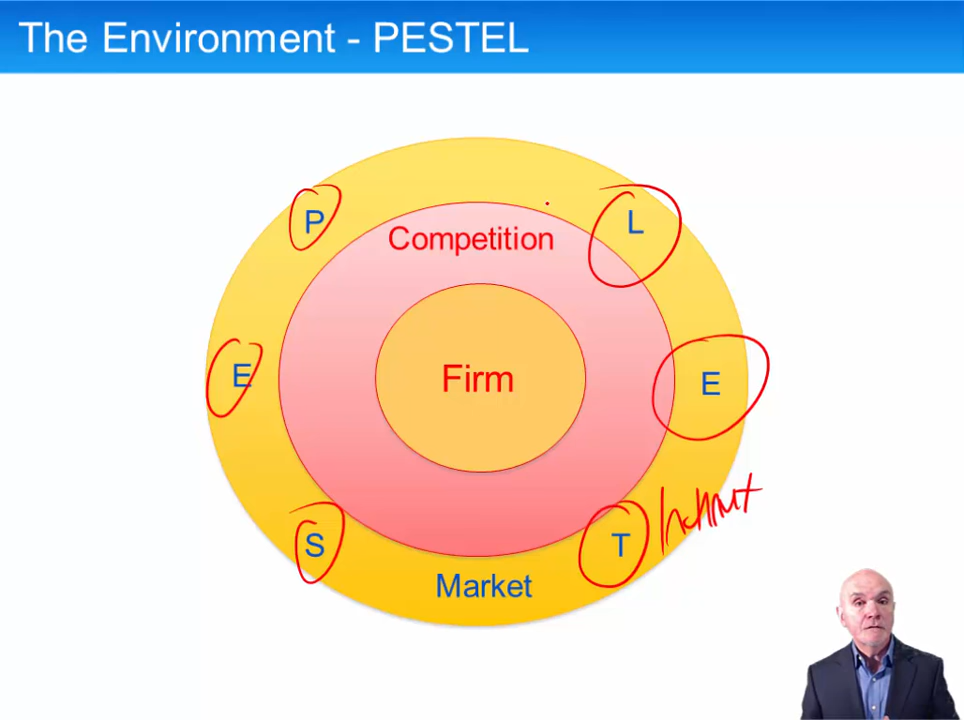 The Environment - PESTEL
P
L
Competition
E
Firm
E
S
T
Market